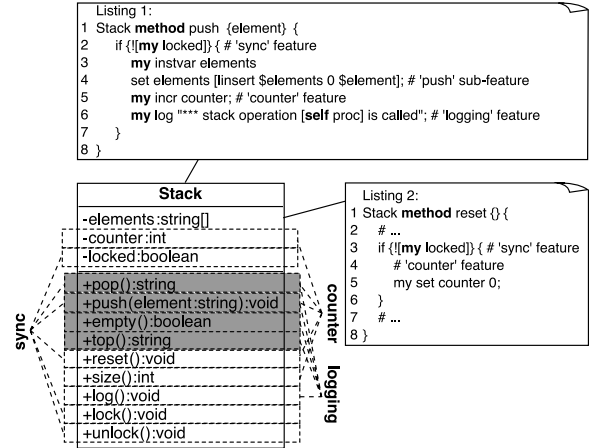 Listing 1:
1 Stack method push {element} {
2 if {![my locked]} { # 'sync' feature
3 my instvar elements
4 set elements [linsert $elements 0 $element]; # 'push' sub-feature
5 my incr counter; # 'counter' feature
6 my log "*** stack operation [self proc] is called"; # 'logging' feature
7 }
8 }
Stack
-elements:string[]
-counter:int
-locked:boolean
+pop():string
+push(element:string):void
+empty():boolean
+top():string
+reset():void
+size():int
+log():void
+lock():void
+unlock():void
sync
counter
logging
Listing 2:
1 Stack method reset {} {
2 # ...
3 if {![my locked]} { # 'sync' feature
4 # 'counter' feature
5 my set counter 0;
6 }
7 # ...
8 }